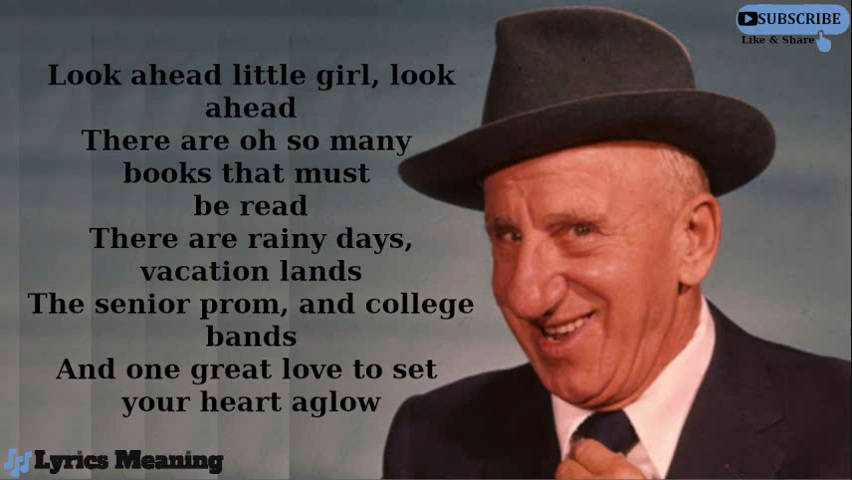 SUBSCRIBE
Like & Share
Look ahead little girl, look
ahead
There are oh so many
books that must
be read
There are rainy days,
vacation lands
The senior prom, and college
bands
And one great love to set
your heart aglow
Lyrics Meaning